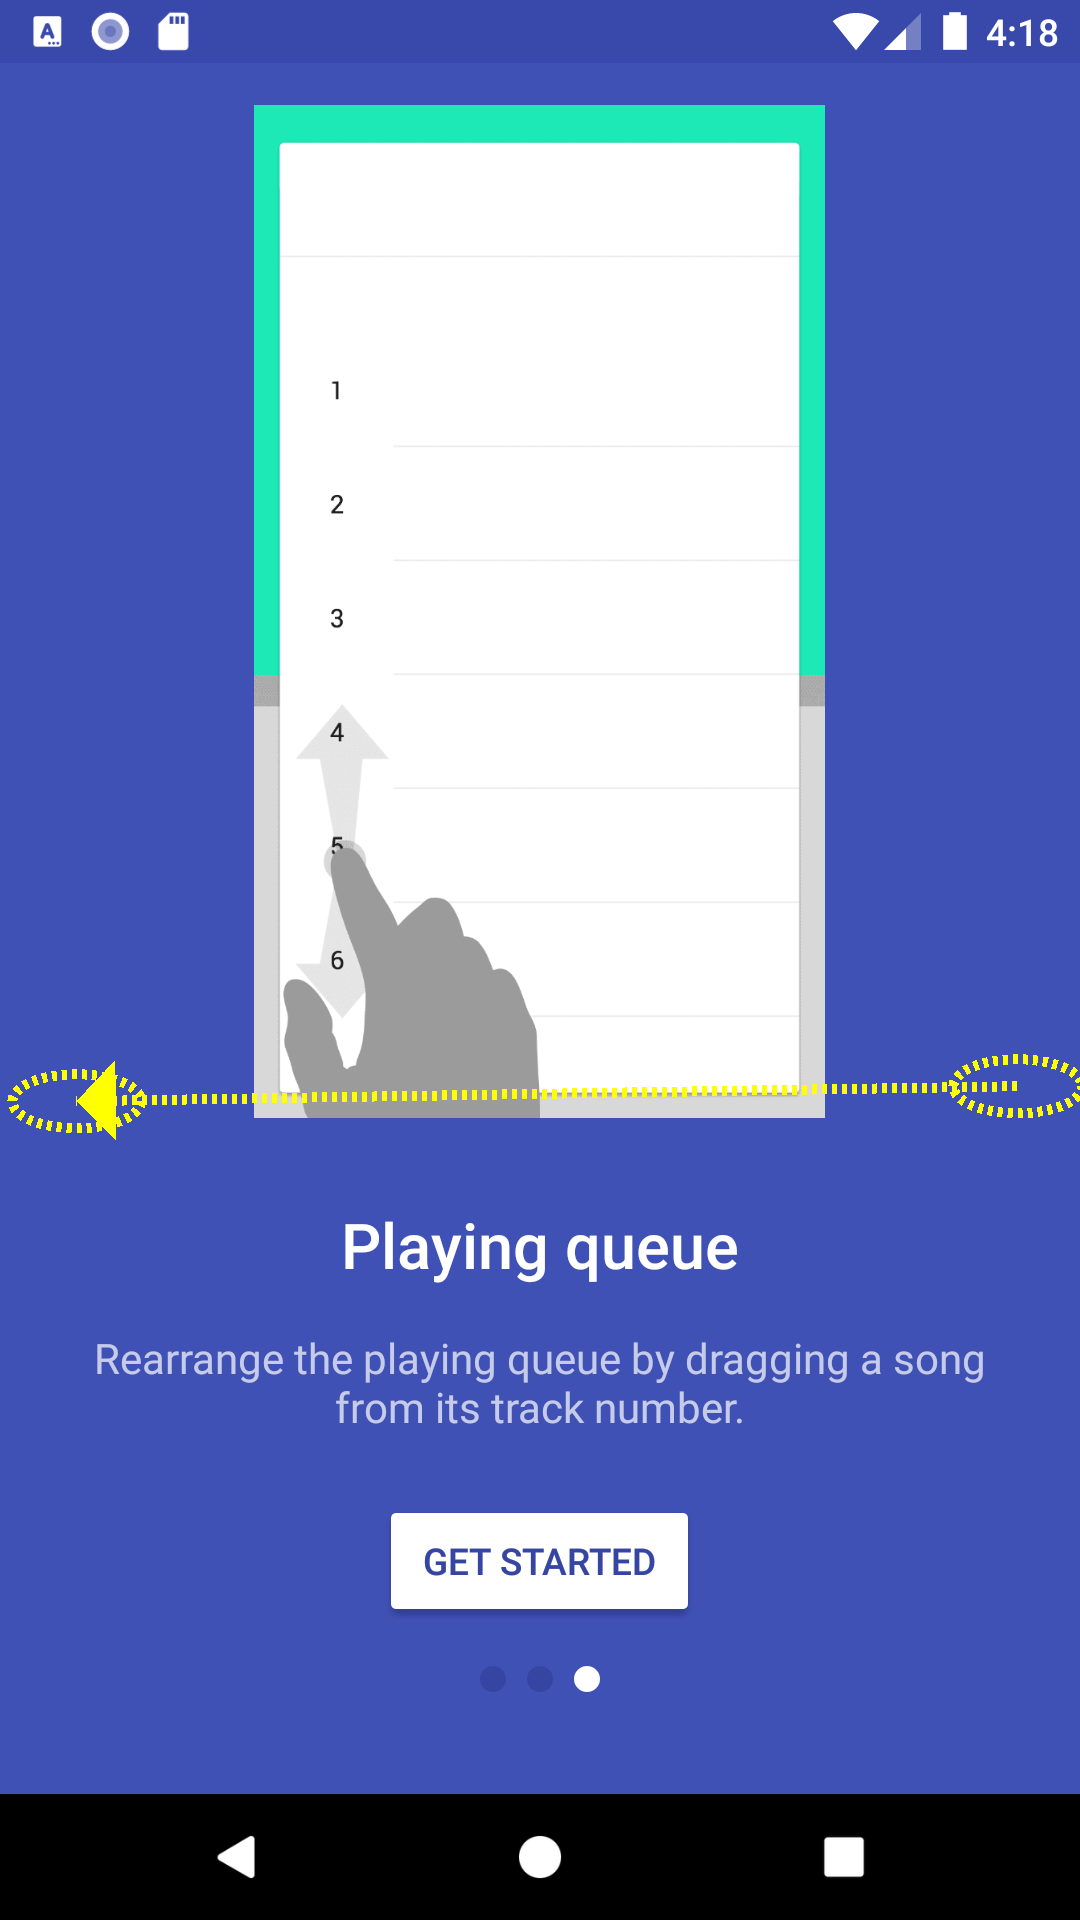 4:18
1
2
3
4
5
6
Playing queue
Rearrange the playing queue by dragging a song
from its track number.
GET STARTED